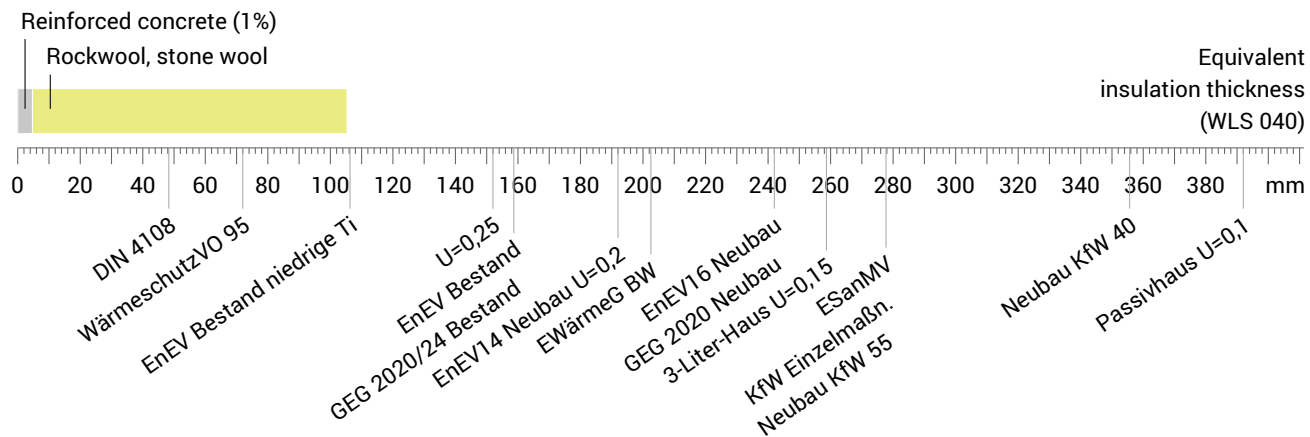 Reinforced concrete (1%)
Rockwool, stone wool
Equivalent
insulation thickness
(WLS 040)
0 20 40 60 80 100 120 140 160 180 200 220 240 260 280 300 320 340 360 380 mm
DIN 4108
WärmeschutzVO 95
EnEV Bestand niedrige Ti
U=0,25
EnEV Bestand
GEG 2020/24 Bestand
EnEV14 Neubau U=0,2
EWärmeG BW
EnEV16 Neubau
GEG 2020 Neubau
3-Liter-Haus U=0,15
ESanMV
KfW Einzelmaßn.
Neubau KfW 55
Neubau KfW 40
Passivhaus U=0,1